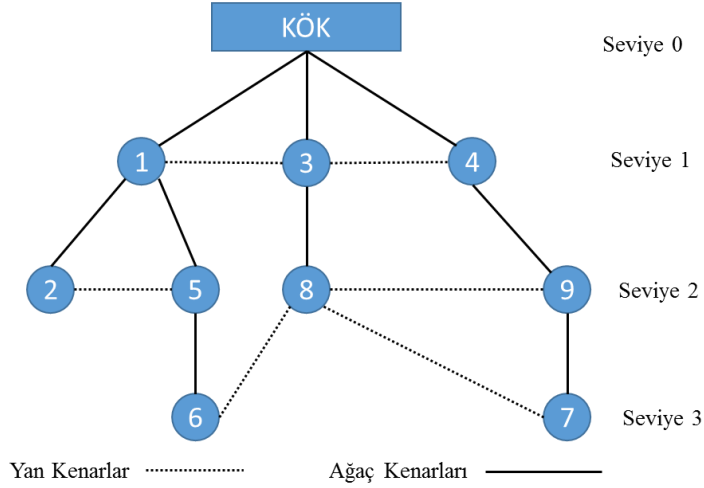 KÖK
Seviye 0
1 3 4 Seviye 1
2 5 8 9 Seviye 2
6 7 Seviye 3
Yan Kenarlar Ağaç Kenarları